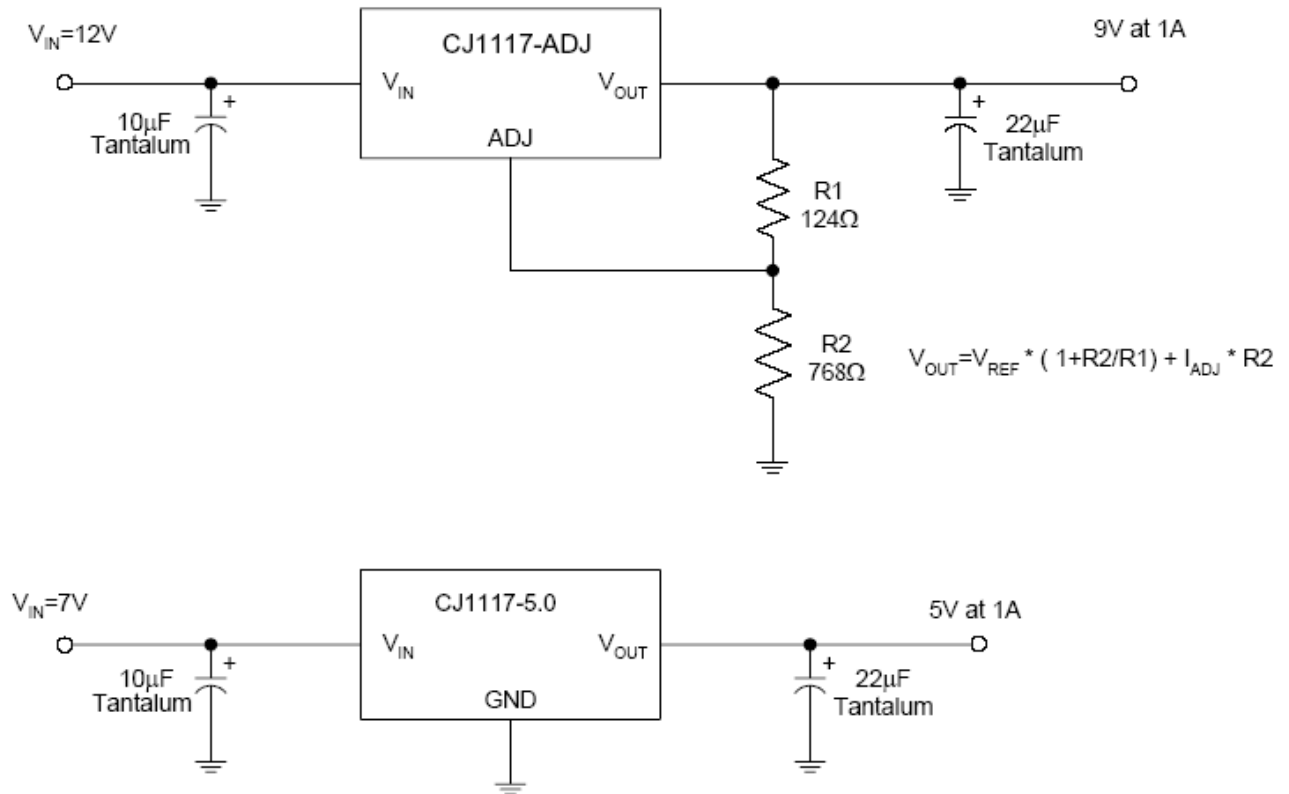 V_IN=12V
CJ1117-ADJ
9V at 1A
V_IN
V_OUT
+
10µF
Tantalum
ADJ
+
22µF
Tantalum
R1
124Ω
R2
768Ω
V_OUT=V_REF * ( 1+R2/R1) + I_ADJ * R2
V_IN=7V
CJ1117-5.0
5V at 1A
V_IN
V_OUT
+
10µF
Tantalum
GND
+
22µF
Tantalum